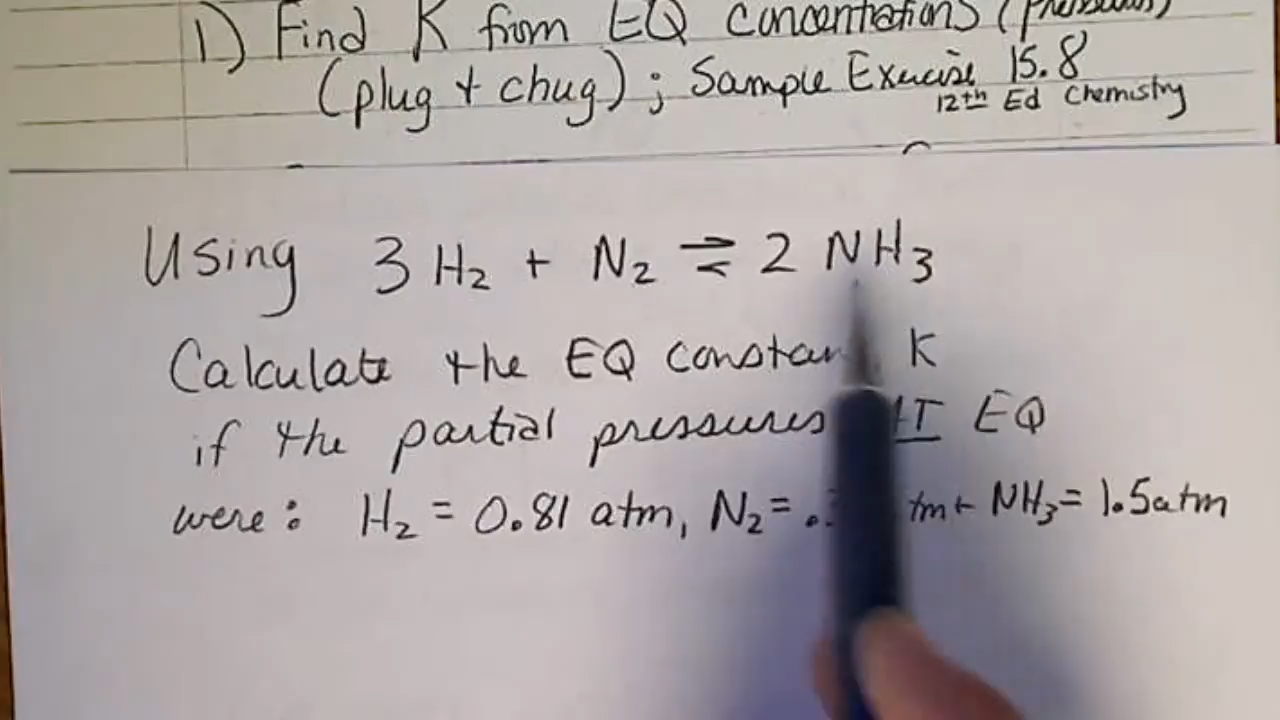 1) Find K from EQ concentrations (pressures)
(plug + chug); Sample Exercise 15.8
12th Ed Chemistry
Using 3 H2 + N2 ⇌ 2 NH3
Calculate the EQ constant K
if the partial pressures AT EQ
were: H2 = 0.81 atm, N2 = NH3 = 1.5 atm